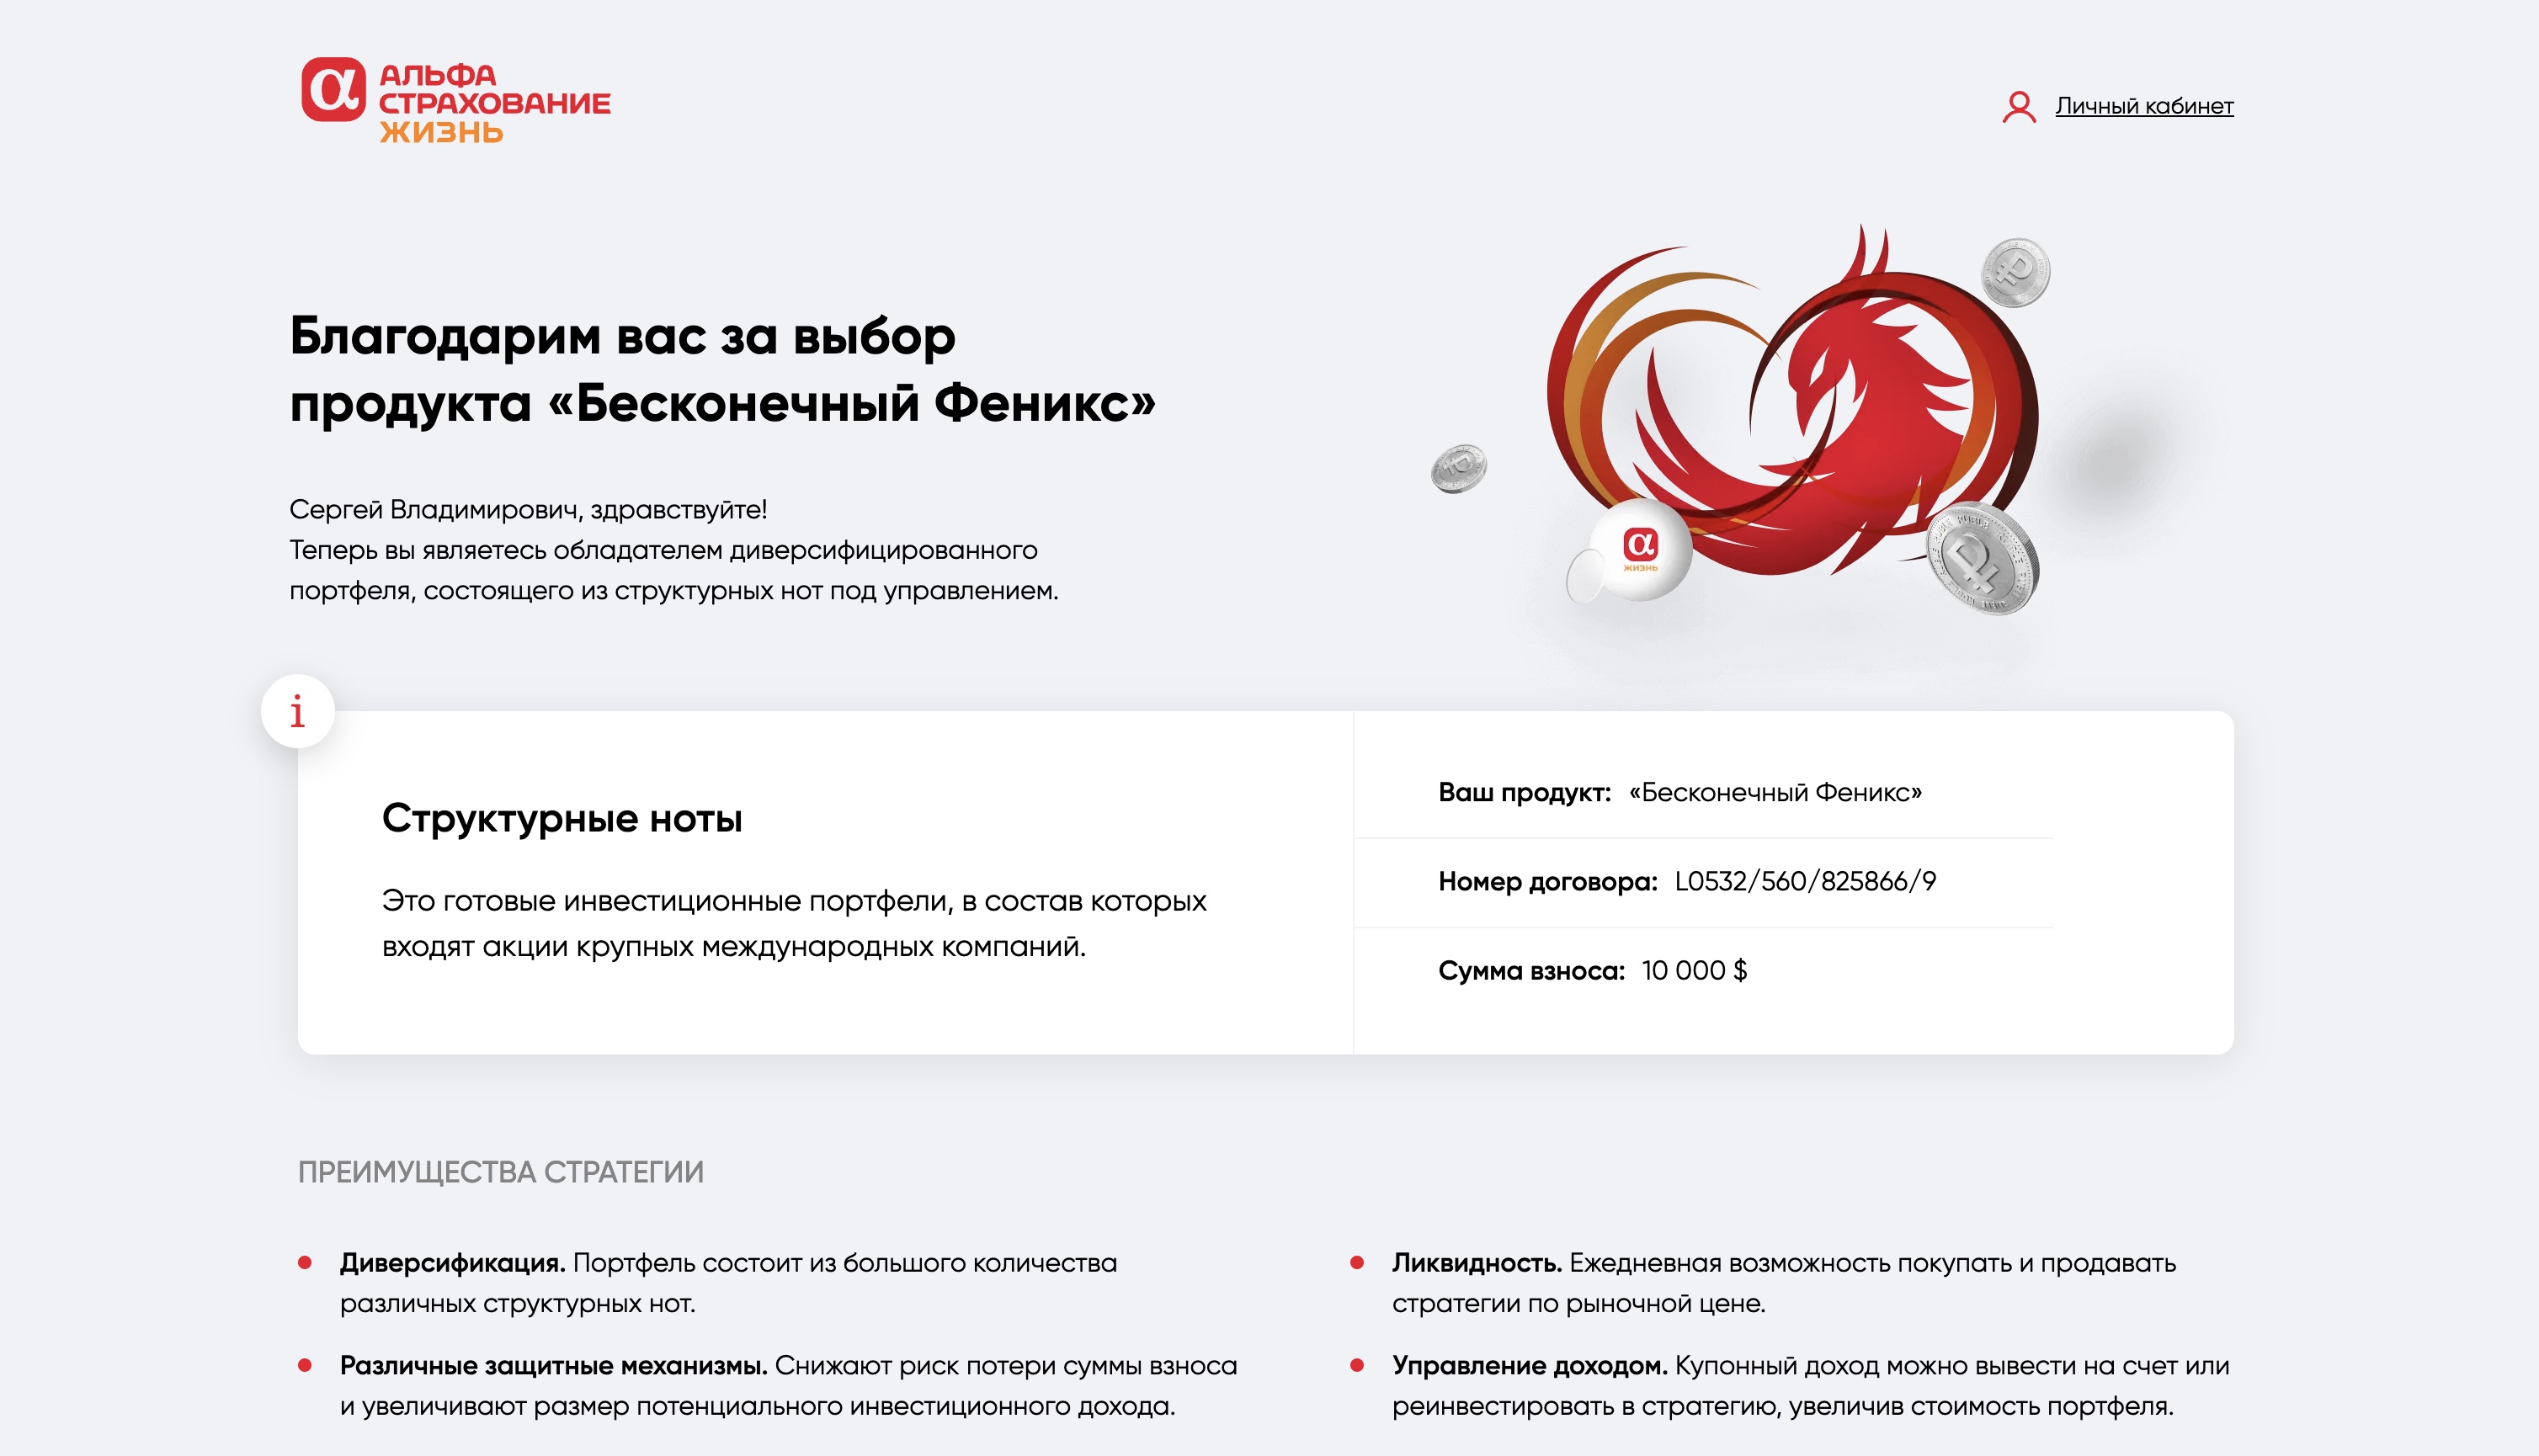 α АЛЬФА
СТРАХОВАНИЕ
ЖИЗНЬ
Личный кабинет
Благодарим вас за выбор
продукта «Бесконечный Феникс»
Сергей Владимирович, здравствуйте!
Теперь вы являетесь обладателем диверсифицированного
портфеля, состоящего из структурных нот под управлением.
α
ЖИЗНЬ
i
Структурные ноты
Это готовые инвестиционные портфели, в состав которых
входят акции крупных международных компаний.
Ваш продукт: «Бесконечный Феникс»
Номер договора: L0532/560/825866/9
Сумма взноса: 10 000 $
ПРЕИМУЩЕСТВА СТРАТЕГИИ
Диверсификация. Портфель состоит из большого количества
различных структурных нот.
Различные защитные механизмы. Снижают риск потери суммы взноса
и увеличивают размер потенциального инвестиционного дохода.
Ликвидность. Ежедневная возможность покупать и продавать
стратегии по рыночной цене.
Управление доходом. Купонный доход можно вывести на счет или
реинвестировать в стратегию, увеличив стоимость портфеля.